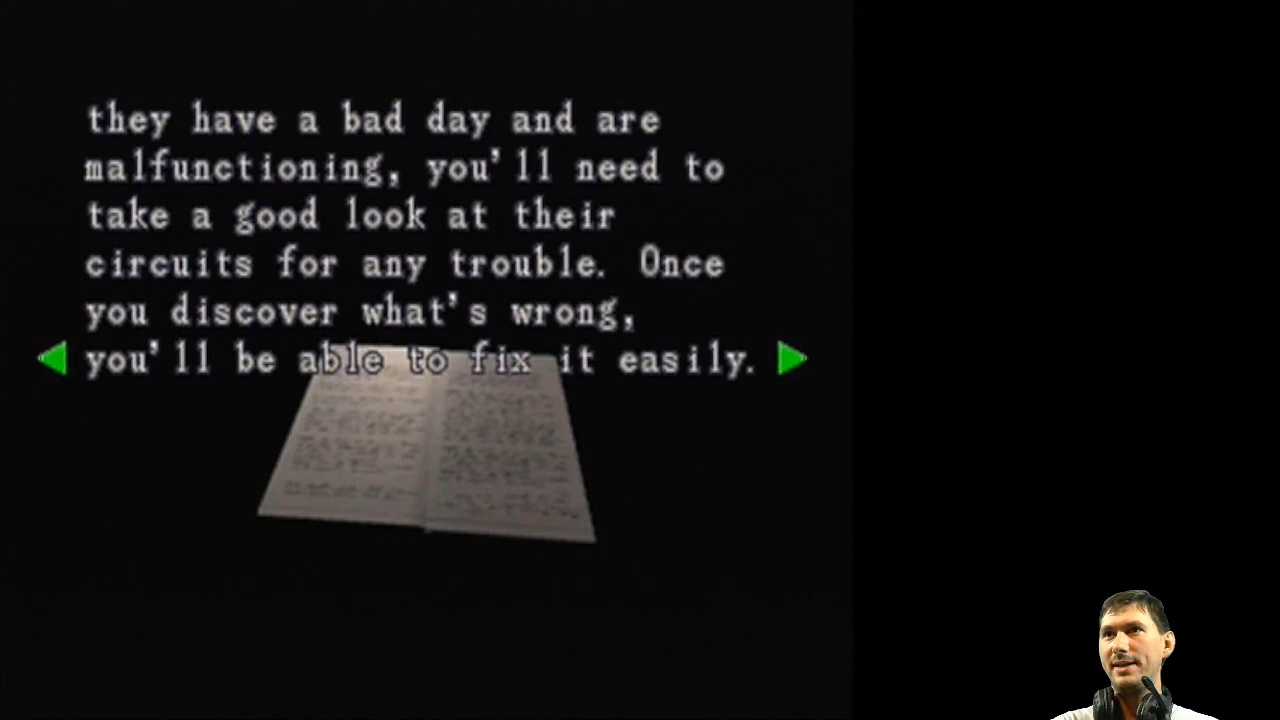 they have a bad day and are
malfunctioning, you'll need to
take a good look at their
circuits for any trouble. Once
you discover what's wrong,
you'll be able to fix it easily.